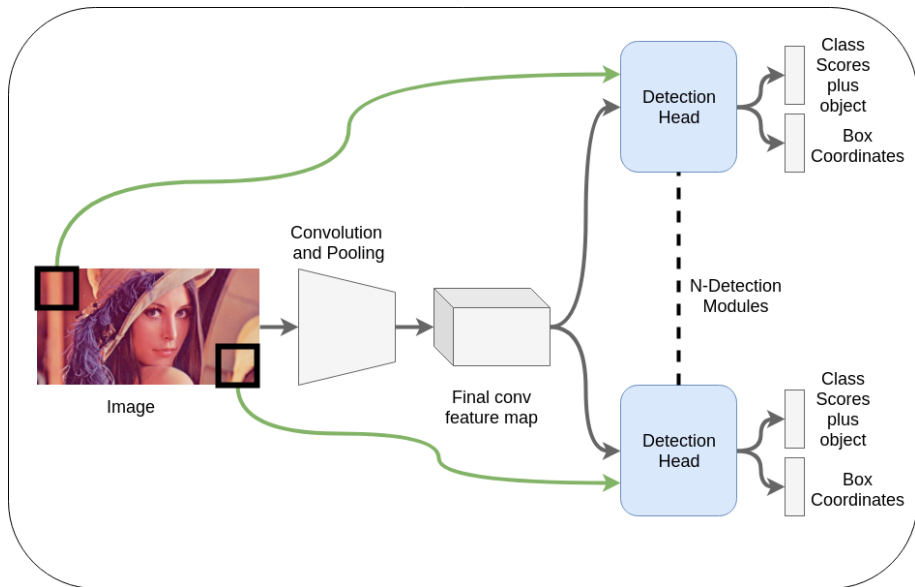 Class
Scores
plus
object
Detection
Head
Box
Coordinates
Convolution
and Pooling
N-Detection
Modules
Image
Final conv
feature map
Class
Scores
plus
object
Detection
Head
Box
Coordinates